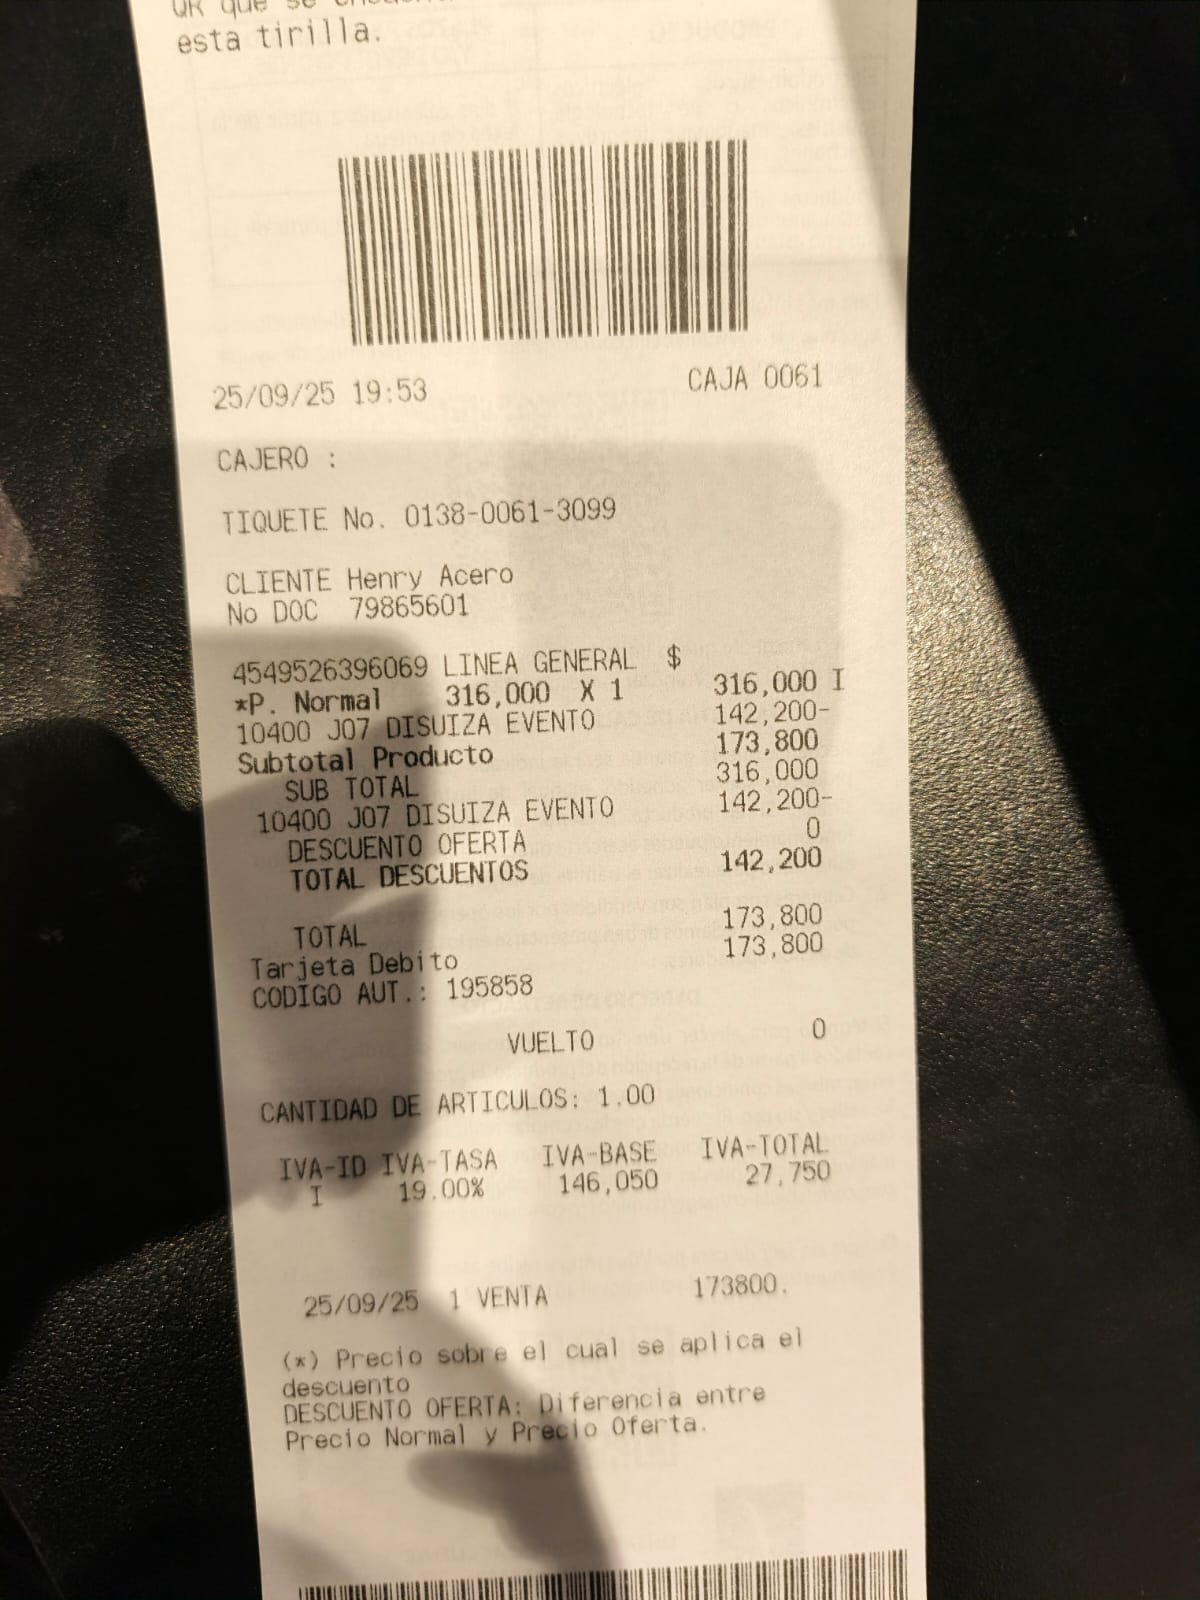 QR que se
esta tirilla.
25/09/25 19:53 CAJA 0061
CAJERO :
TIQUETE No. 0138-0061-3099
CLIENTE Henry Acero
No DOC 79865601
4549526396069 LINEA GENERAL $
*P. Normal 316,000 X 1 316,000 I
10400 J07 DISUIZA EVENTO 142,200-
Subtotal Producto 173,800
SUB TOTAL 316,000
10400 J07 DISUIZA EVENTO 142,200-
DESCUENTO OFERTA 0
TOTAL DESCUENTOS 142,200
TOTAL 173,800
Tarjeta Debito 173,800
CODIGO AUT.: 195858
VUELTO 0
CANTIDAD DE ARTICULOS: 1.00
IVA-ID IVA-TASA IVA-BASE IVA-TOTAL
I 19.00% 146,050 27,750
25/09/25 1 VENTA 173800.
(*) Precio sobre el cual se aplica el
descuento
DESCUENTO OFERTA: Diferencia entre
Precio Normal y Precio Oferta.